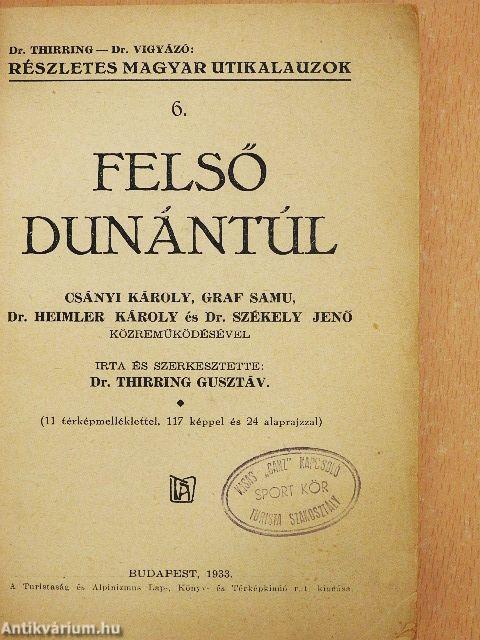 Dr. THIRRING — Dr. VIGYÁZÓ:
RÉSZLETES MAGYAR UTIKALAUZOK
6.
FELSŐ
DUNÁNTÚL
CSÁNYI KÁROLY, GRAF SAMU,
Dr. HEIMLER KÁROLY és Dr. SZÉKELY JENŐ
KÖZREMŰKÖDÉSÉVEL
IRTA ÉS SZERKESZTETTE:
Dr. THIRRING GUSZTÁV.
(11 térképmelléklettel, 117 képpel és 24 alaprajzzal)
"GANZ" KAPCSOLÓ
SPORT KÖR
TURISTA SZAKOSZTÁLY
BUDAPEST, 1933.
A Turistaság és Alpinizmus Lap-, Könyv- és Térképkiadó r. t. kiadása
Antikvárium.hu